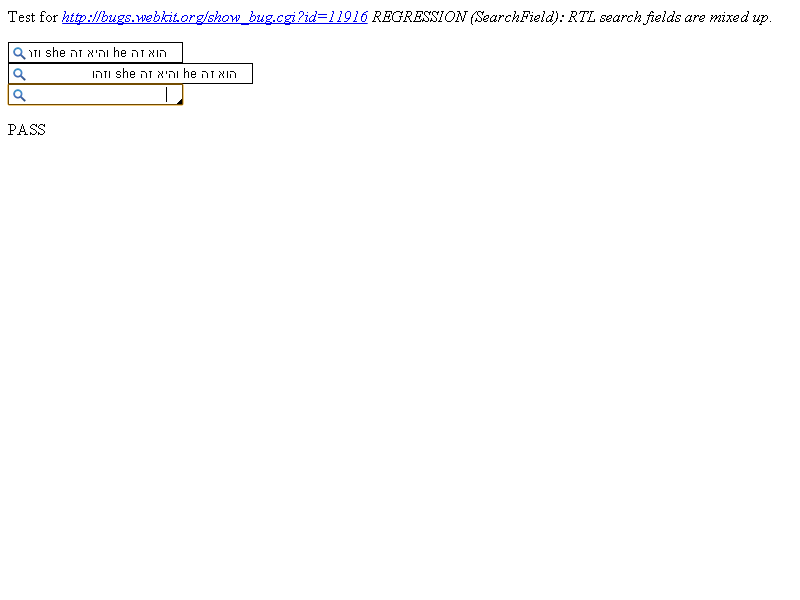 Test for http://bugs.webkit.org/show_bug.cgi?id=11916 REGRESSION (SearchField): RTL search fields are mixed up.
הוא זה he והיא זה she
הוא זה he והיא זה she וזהו
PASS